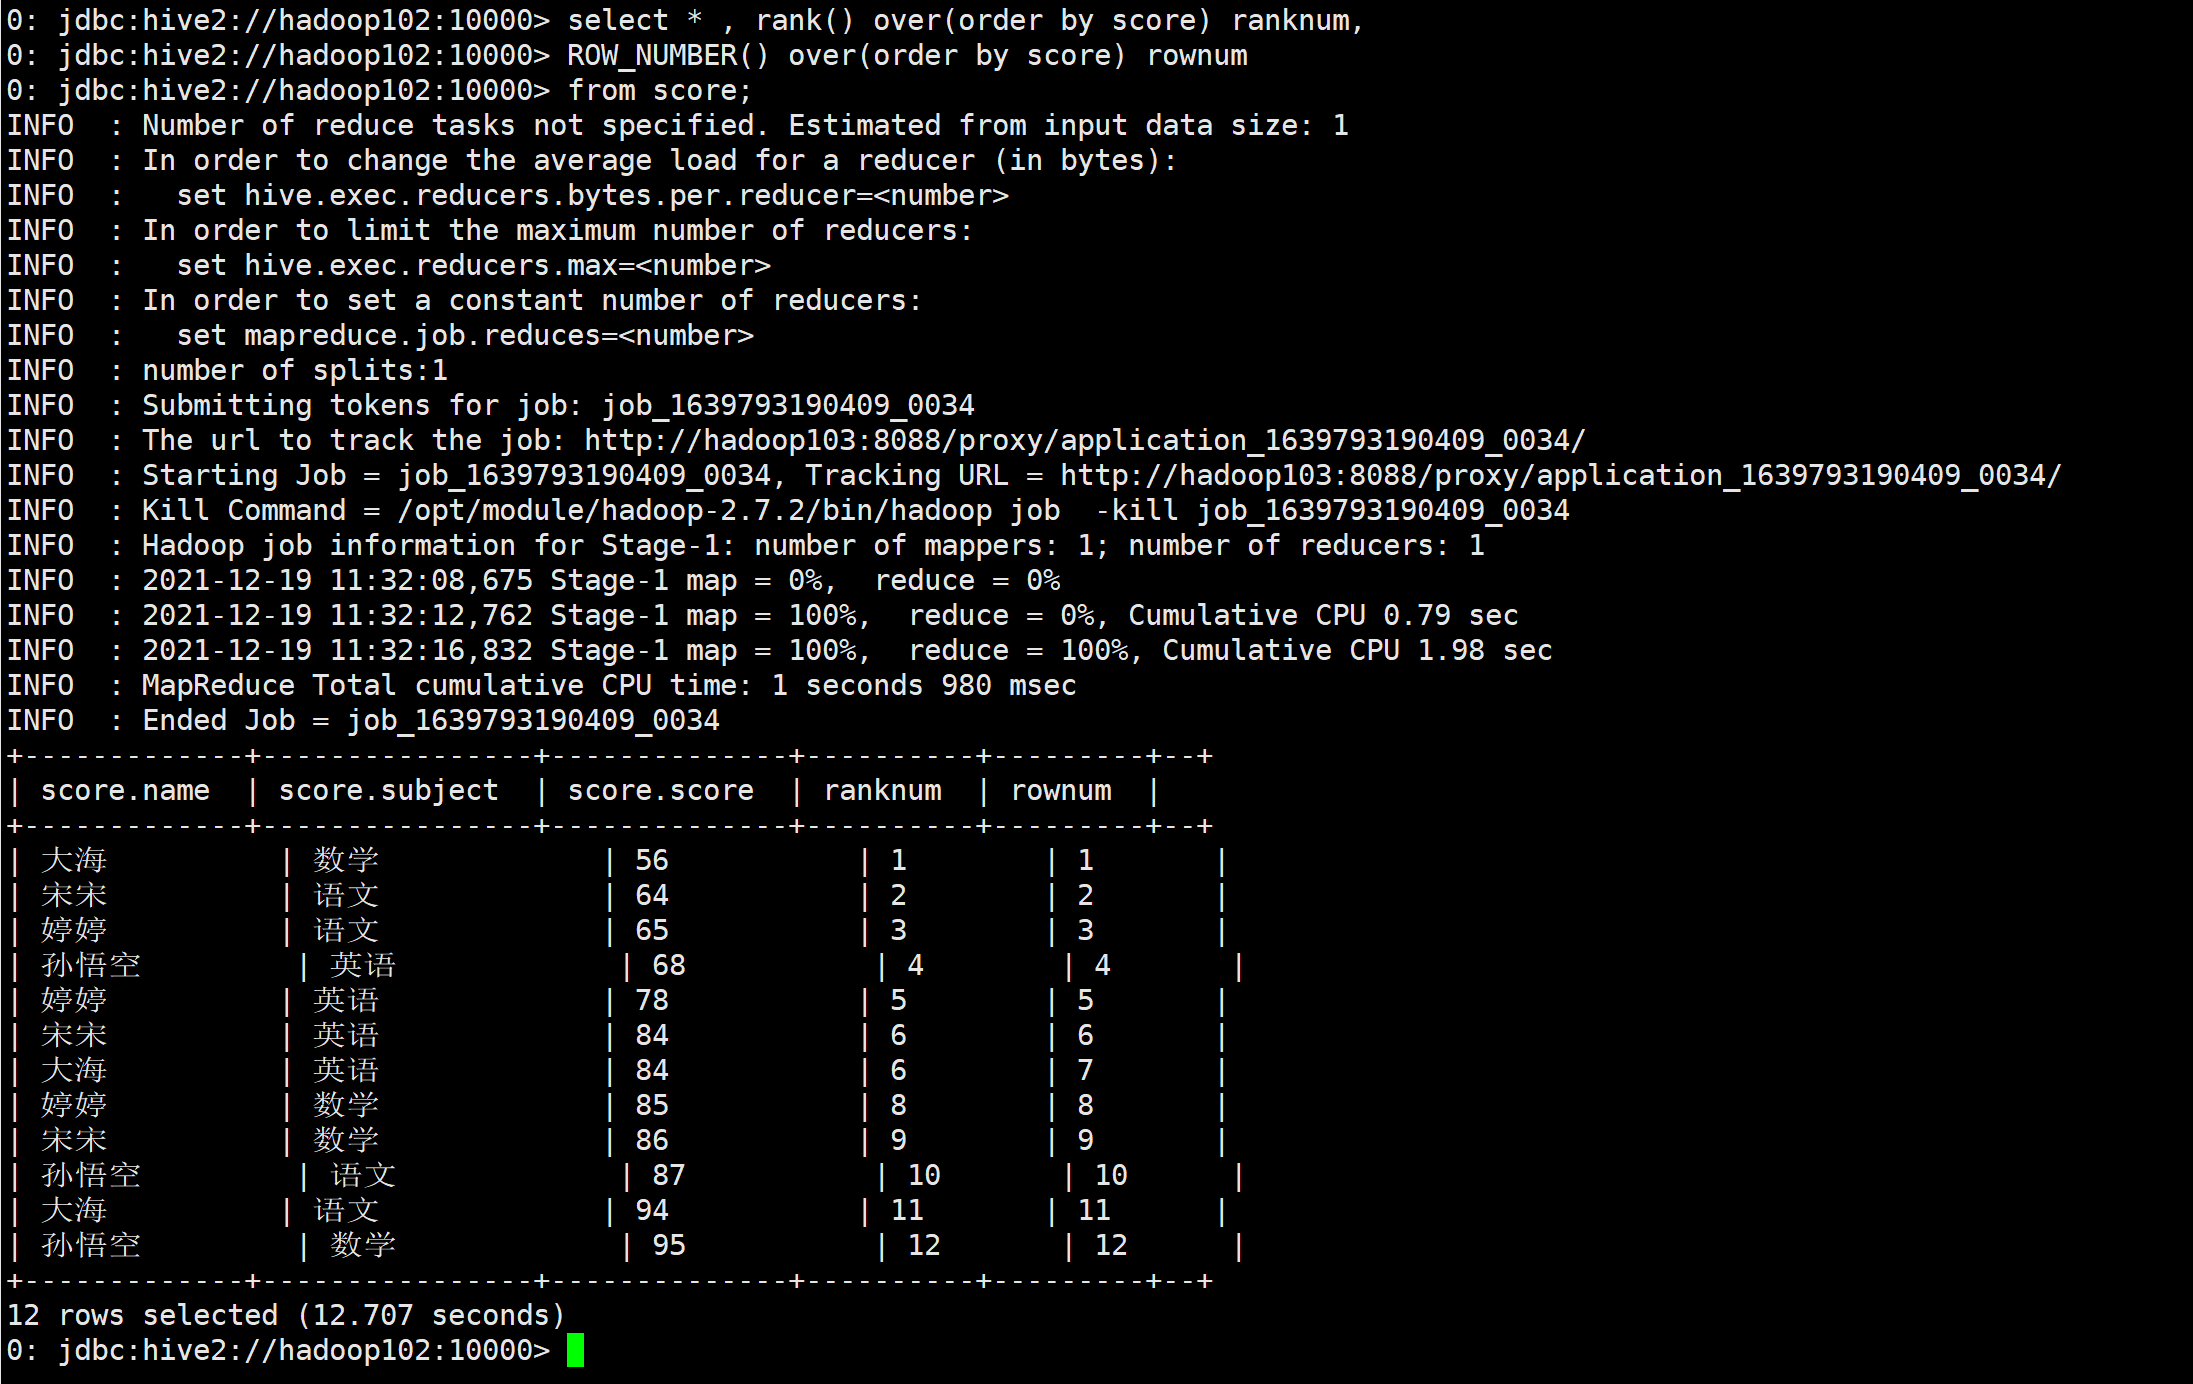 0: jdbc:hive2://hadoop102:10000> select * , rank() over(order by score) ranknum,
0: jdbc:hive2://hadoop102:10000> ROW_NUMBER() over(order by score) rownum
0: jdbc:hive2://hadoop102:10000> from score;
INFO  : Number of reduce tasks not specified. Estimated from input data size: 1
INFO  : In order to change the average load for a reducer (in bytes):
INFO  :   set hive.exec.reducers.bytes.per.reducer=<number>
INFO  : In order to limit the maximum number of reducers:
INFO  :   set hive.exec.reducers.max=<number>
INFO  : In order to set a constant number of reducers:
INFO  :   set mapreduce.job.reduces=<number>
INFO  : number of splits:1
INFO  : Submitting tokens for job: job_1639793190409_0034
INFO  : The url to track the job: http://hadoop103:8088/proxy/application_1639793190409_0034/
INFO  : Starting Job = job_1639793190409_0034, Tracking URL = http://hadoop103:8088/proxy/application_1639793190409_0034/
INFO  : Kill Command = /opt/module/hadoop-2.7.2/bin/hadoop job  -kill job_1639793190409_0034
INFO  : Hadoop job information for Stage-1: number of mappers: 1; number of reducers: 1
INFO  : 2021-12-19 11:32:08,675 Stage-1 map = 0%,  reduce = 0%
INFO  : 2021-12-19 11:32:12,762 Stage-1 map = 100%,  reduce = 0%, Cumulative CPU 0.79 sec
INFO  : 2021-12-19 11:32:16,832 Stage-1 map = 100%,  reduce = 100%, Cumulative CPU 1.98 sec
INFO  : MapReduce Total cumulative CPU time: 1 seconds 980 msec
INFO  : Ended Job = job_1639793190409_0034
+-------------+----------------+--------------+----------+---------+--+
| score.name  | score.subject  | score.score  | ranknum  | rownum  |
+-------------+----------------+--------------+----------+---------+--+
| 大海          | 数学             | 56           | 1        | 1       |
| 宋宋          | 语文             | 64           | 2        | 2       |
| 婷婷          | 语文             | 65           | 3        | 3       |
| 孙悟空         | 英语             | 68           | 4        | 4       |
| 婷婷          | 英语             | 78           | 5        | 5       |
| 宋宋          | 英语             | 84           | 6        | 6       |
| 大海          | 英语             | 84           | 6        | 7       |
| 婷婷          | 数学             | 85           | 8        | 8       |
| 宋宋          | 数学             | 86           | 9        | 9       |
| 孙悟空         | 语文             | 87           | 10       | 10      |
| 大海          | 语文             | 94           | 11       | 11      |
| 孙悟空         | 数学             | 95           | 12       | 12      |
+-------------+----------------+--------------+----------+---------+--+
12 rows selected (12.707 seconds)
0: jdbc:hive2://hadoop102:10000>